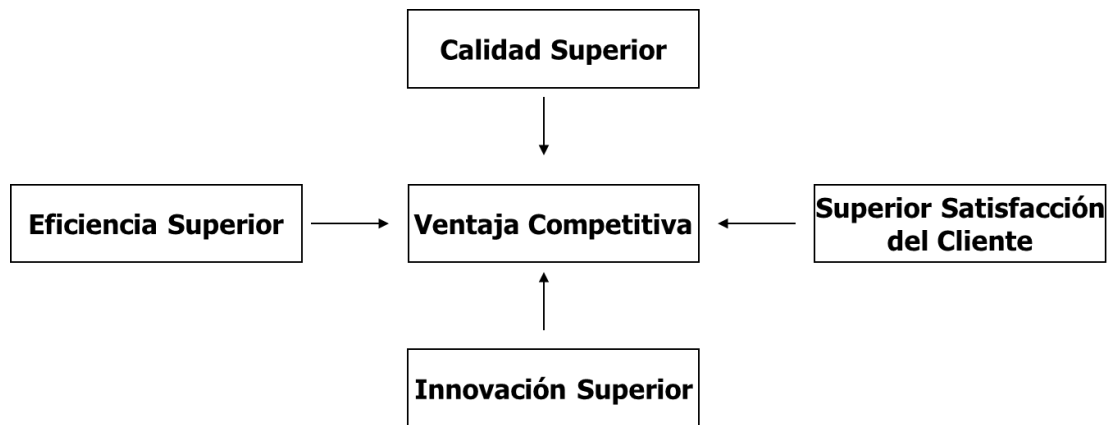 Calidad Superior
Eficiencia Superior
Ventaja Competitiva
Superior Satisfacción
del Cliente
Innovación Superior